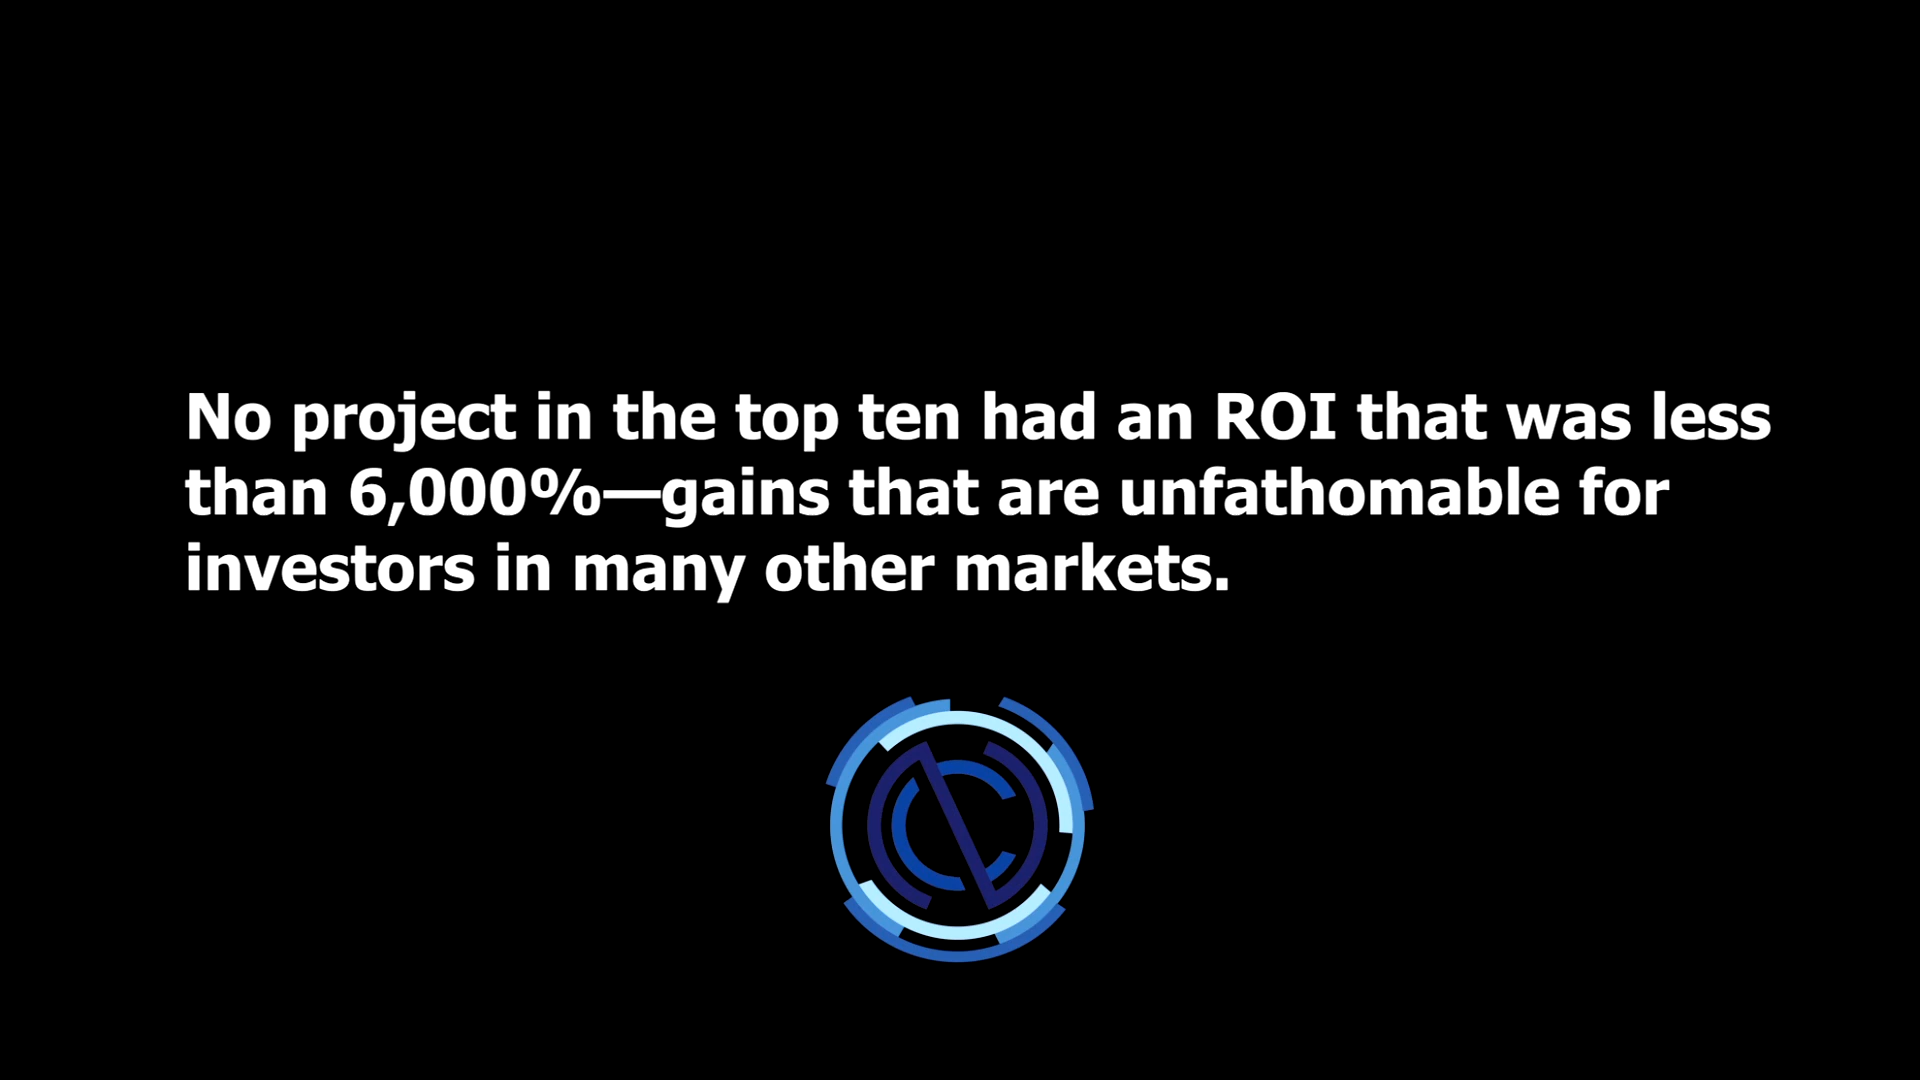 No project in the top ten had an ROI that was less
than 6,000%—gains that are unfathomable for
investors in many other markets.